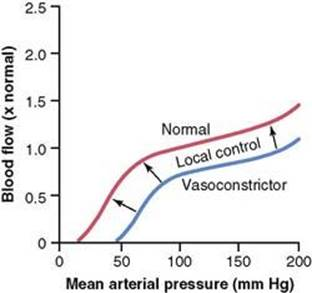 Blood flow (x normal)
2.5
2.0
1.5
1.0
0.5
0
Normal
Local control
Vasoconstrictor
0
50
100
150
200
Mean arterial pressure (mm Hg)